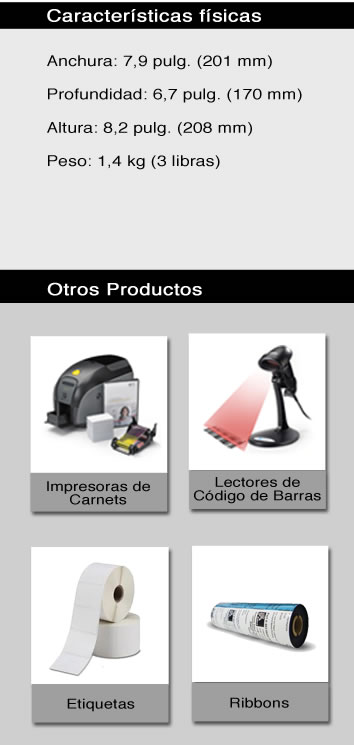 Características físicas
Anchura: 7,9 pulg. (201 mm)
Profundidad: 6,7 pulg. (170 mm)
Altura: 8,2 pulg. (208 mm)
Peso: 1,4 kg (3 libras)
Otros Productos
Impresoras de
Carnets
Lectores de
Código de Barras
Etiquetas
Ribbons